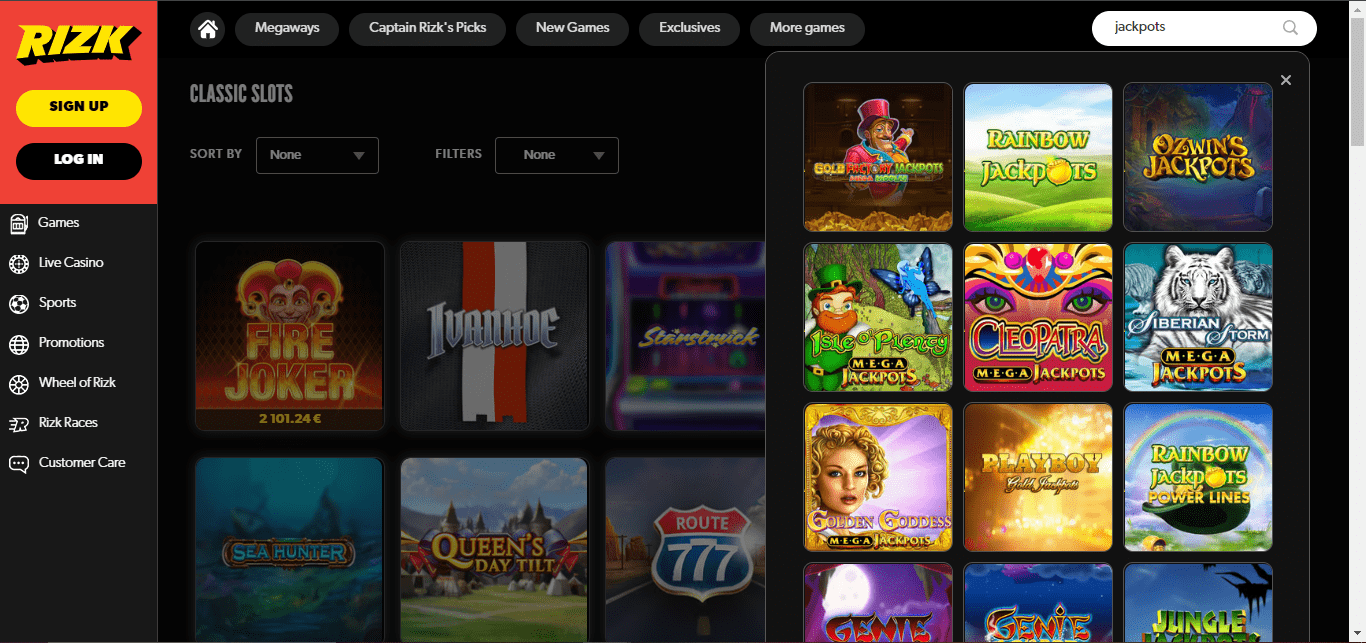 RIZK
SIGN UP
LOG IN
Games
Live Casino
Sports
Promotions
Wheel of Rizk
Rizk Races
Customer Care
Megaways
Captain Rizk's Picks
New Games
Exclusives
More games
jackpots
CLASSIC SLOTS
SORT BY
None
FILTERS
None
FIRE
JOKER
2 101.24 €
IVANHOE
Starstruck
SEA HUNTER
QUEEN'S
DAY TILT
ROUTE
777
GOLD FACTORY JACKPOTS
MEGA MOOLAH
RAINBOW
JACKPOTS
OZWIN'S
JACKPOTS
ISLE O' PLENTY
MEGA
JACKPOTS
CLEOPATRA
MEGA JACKPOTS
SIBERIAN
STORM
MEGA
JACKPOTS
GOLDEN GODDESS
MEGA JACKPOTS
PLAYBOY
Gold Jackpots
RAINBOW
JACKPOTS
POWER LINES
GENIE
GENIE
JUNGLE
JACKPOTS